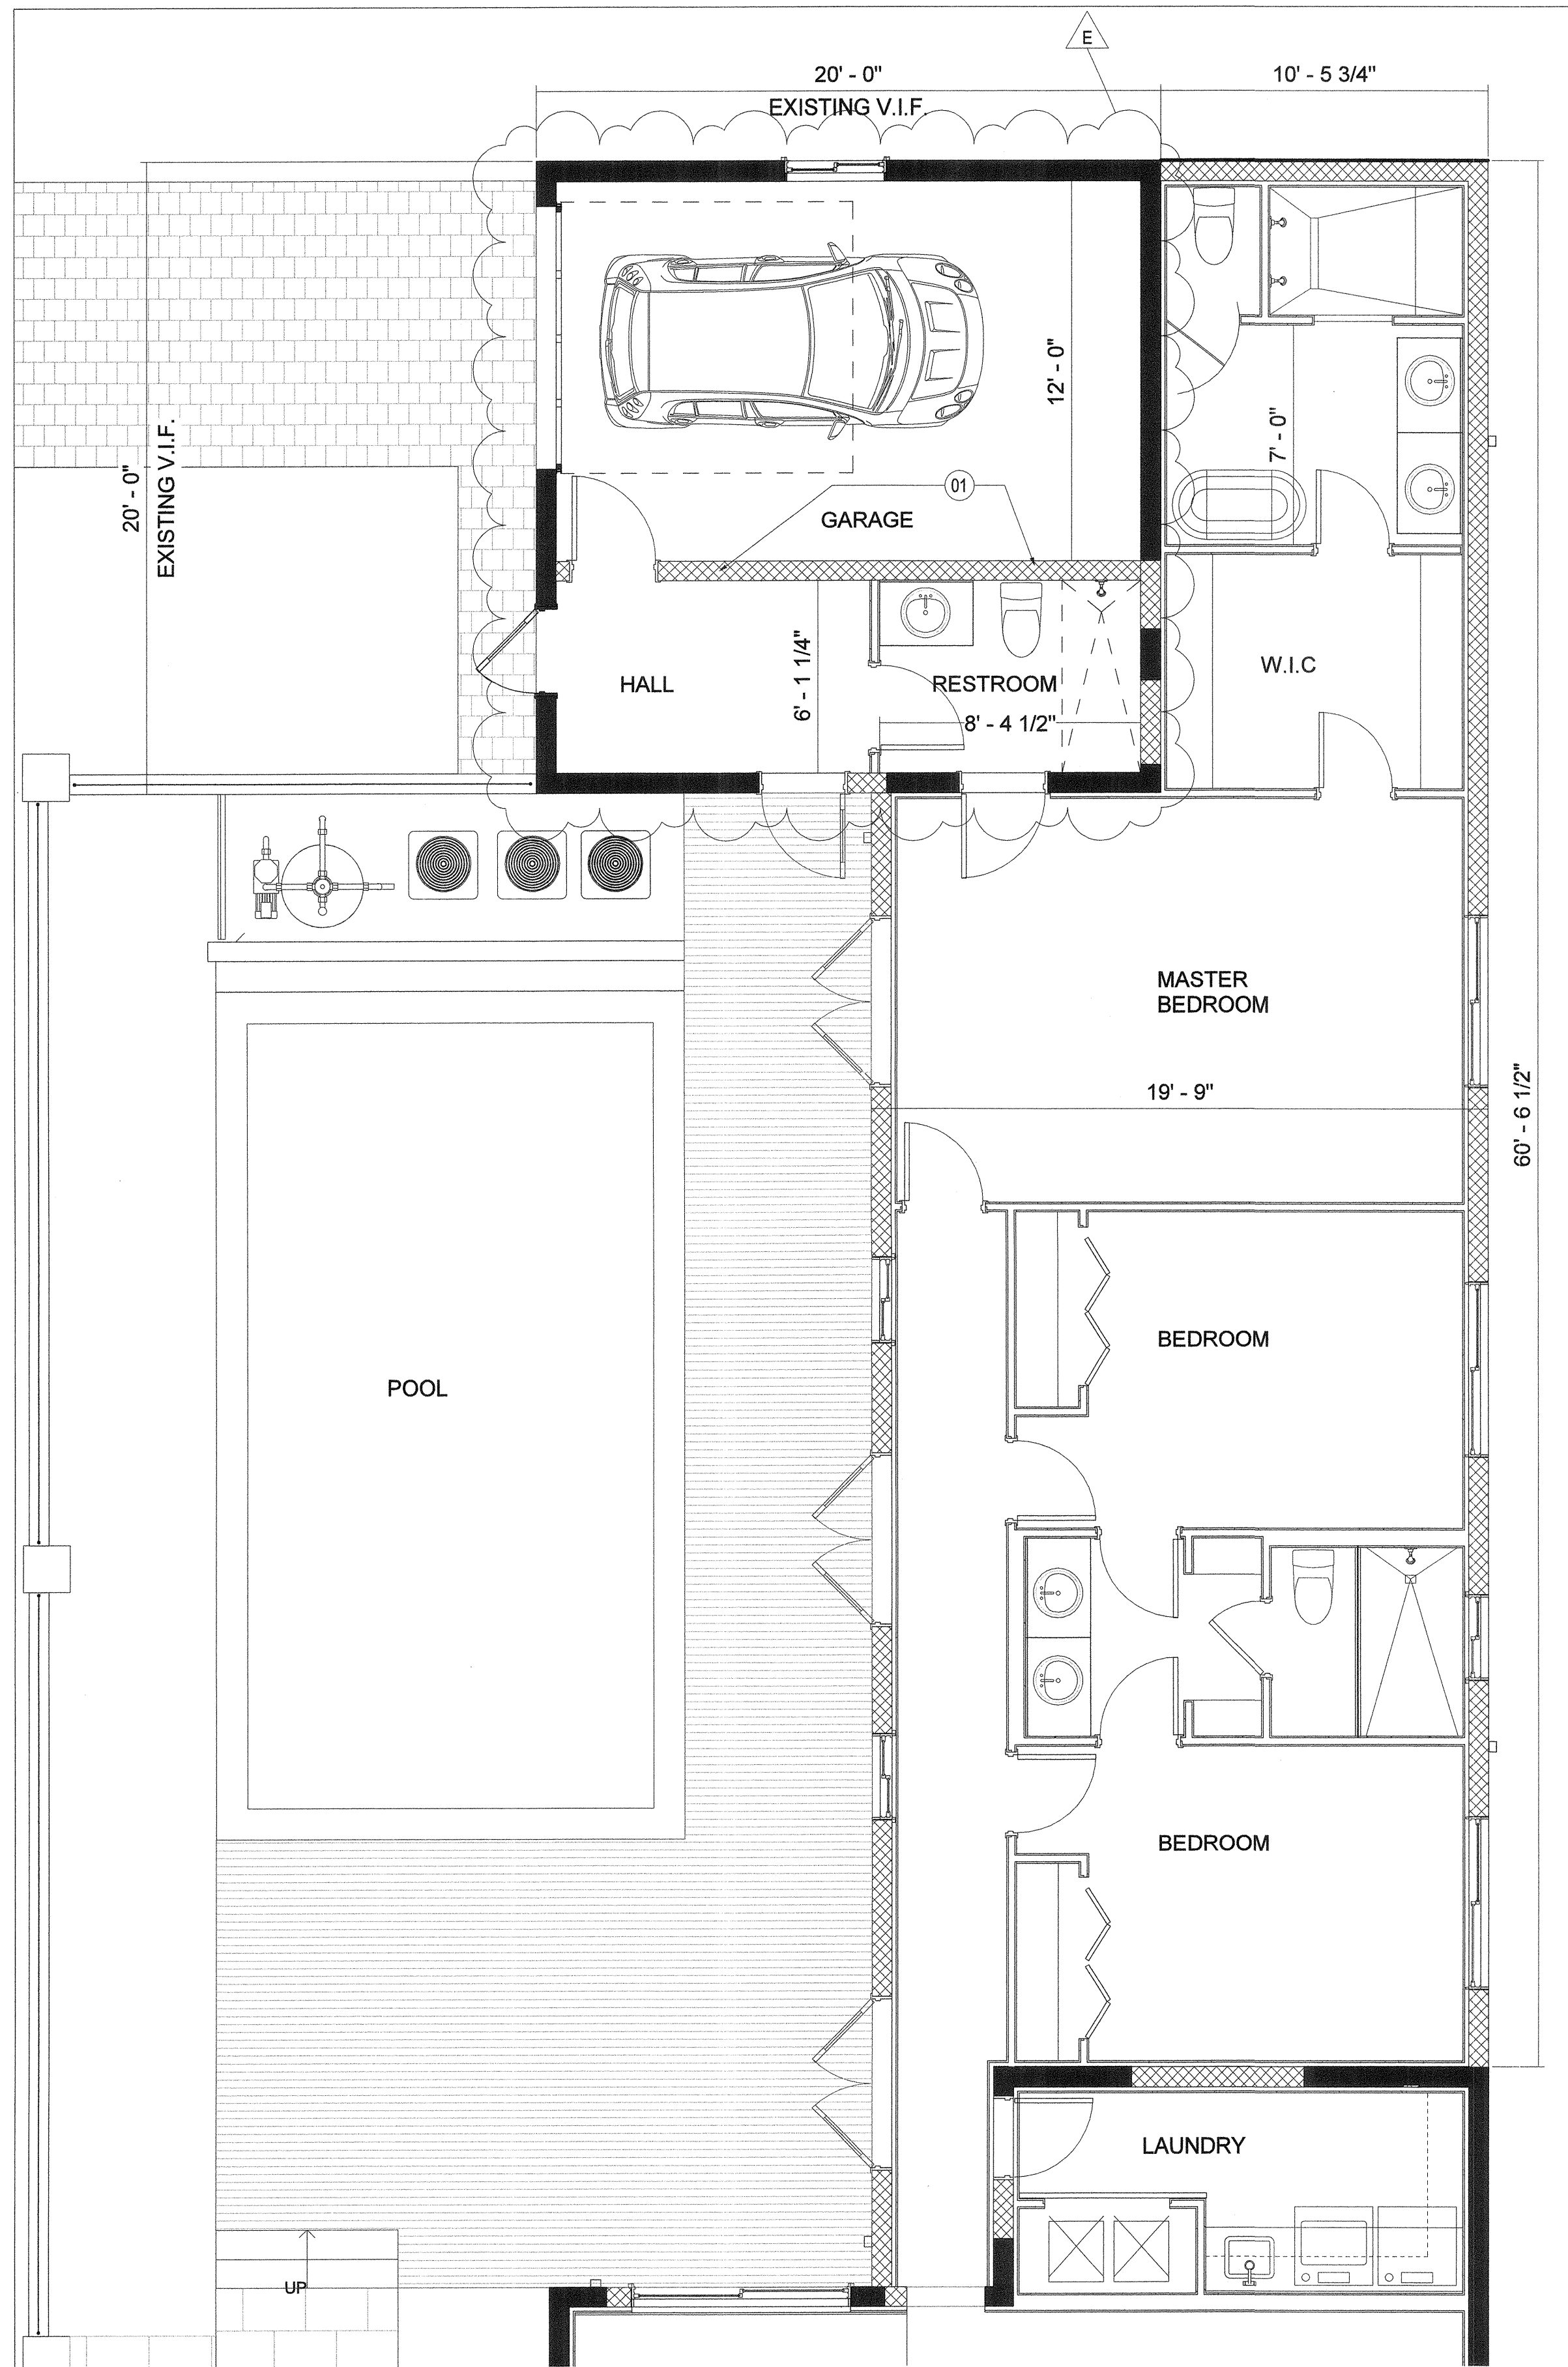 E
20' - 0"
10' - 5 3/4"
EXISTING V.I.F.
12' - 0"
7' - 0"
20' - 0"
EXISTING V.I.F.
01
GARAGE
HALL
6' - 1 1/4"
RESTROOM
8' - 4 1/2"
W.I.C
MASTER
BEDROOM
19' - 9"
60' - 6 1/2"
BEDROOM
POOL
BEDROOM
LAUNDRY
UP